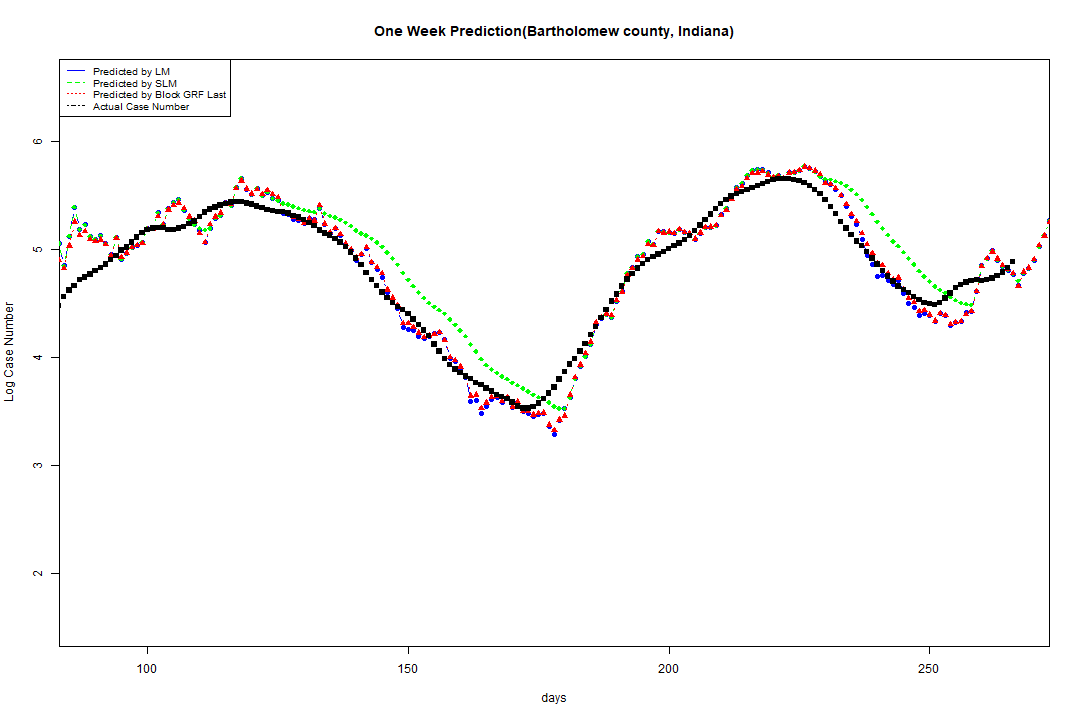 One Week Prediction(Bartholomew county, Indiana)
Predicted by LM
Predicted by SLM
Predicted by Block GRF Last
Actual Case Number
6
5
4
3
2
Log Case Number
100 150 200 250
days